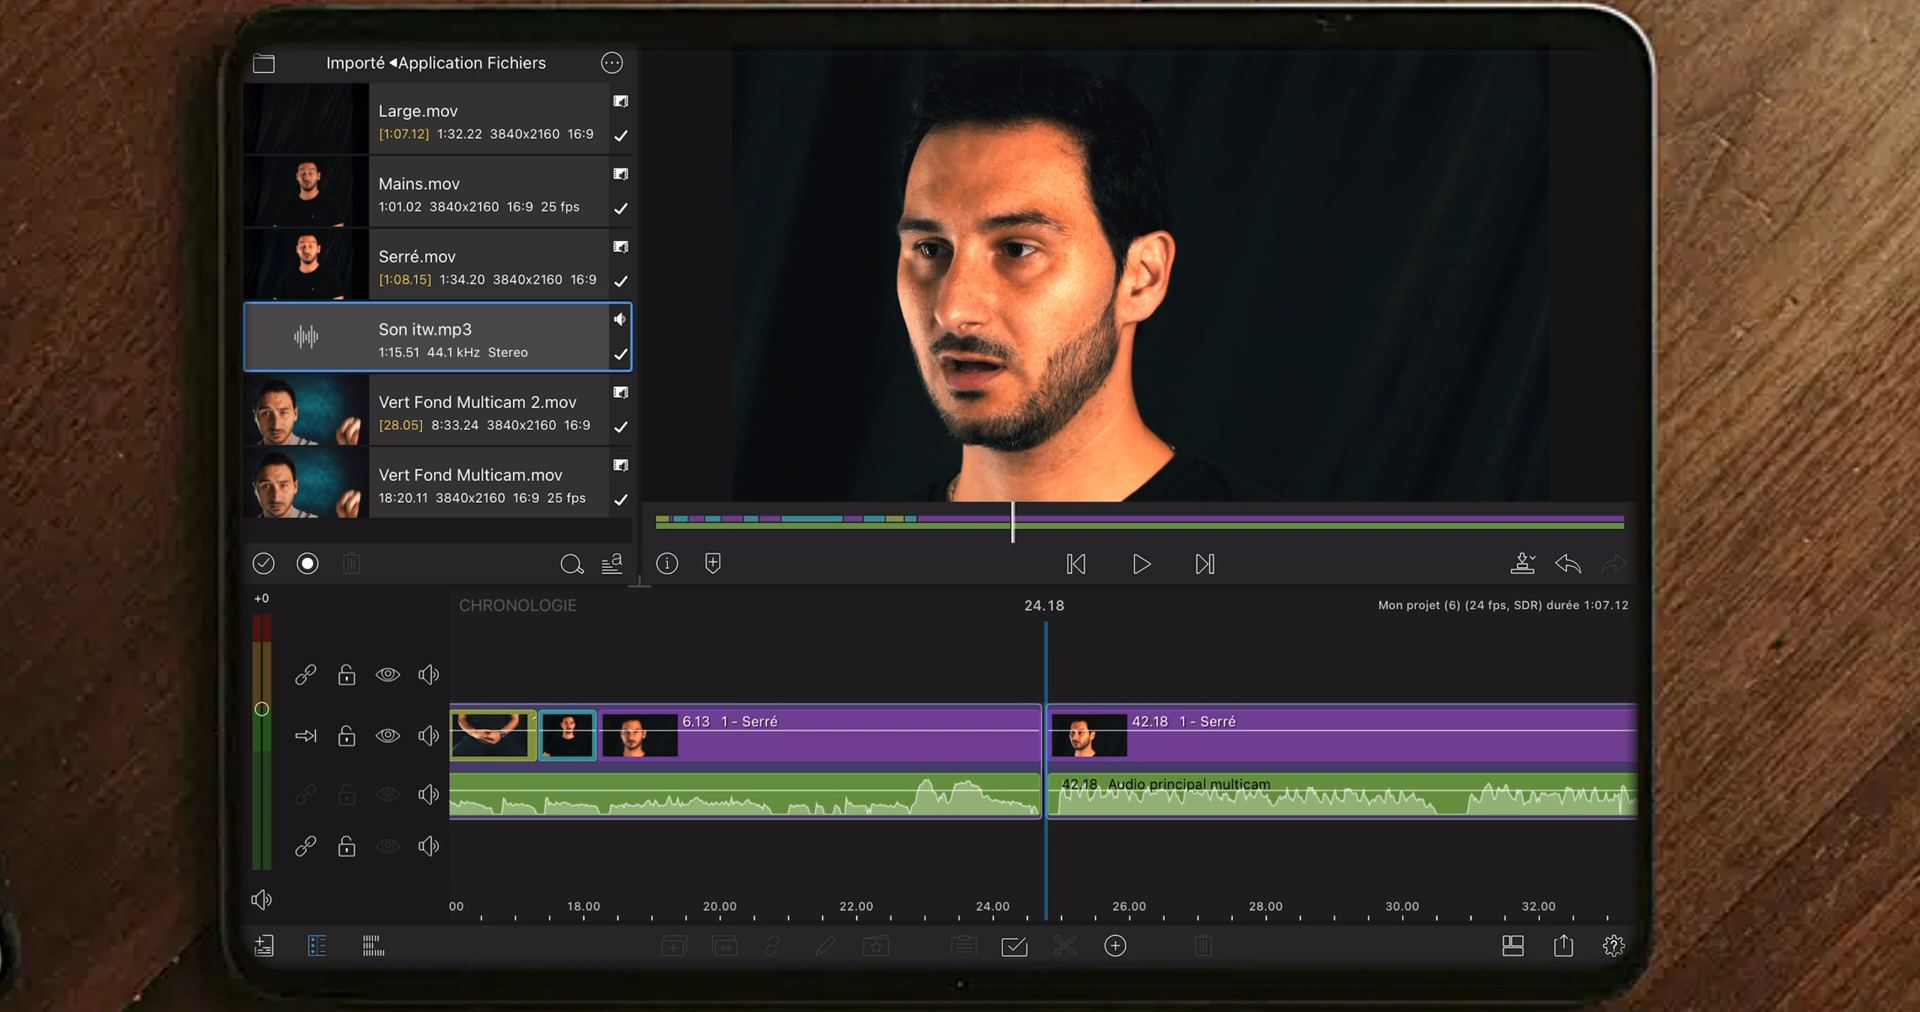 Importé ◂Application Fichiers
Large.mov
[1:07.12] 1:32.22 3840x2160 16:9
Mains.mov
1:01.02 3840x2160 16:9 25 fps
Serré.mov
[1:08.15] 1:34.20 3840x2160 16:9
Son itw.mp3
1:15.51 44.1 kHz Stereo
Vert Fond Multicam 2.mov
[28.05] 8:33.24 3840x2160 16:9
Vert Fond Multicam.mov
18:20.11 3840x2160 16:9 25 fps
a
+0
CHRONOLOGIE
24.18
Mon projet (6) (24 fps, SDR) durée 1:07.12
6.13 1 - Serré
42.18 1 - Serré
42.18 Audio principal multicam
00 18.00 20.00 22.00 24.00 26.00 28.00 30.00 32.00